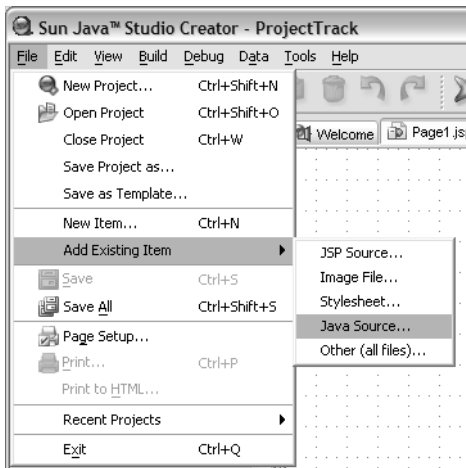 Sun Java™ Studio Creator - ProjectTrack
File Edit View Build Debug Data Tools Help
New Project... Ctrl+Shift+N
Open Project Ctrl+Shift+O
Close Project Ctrl+W
Save Project as...
Save as Template...
New Item... Ctrl+N
Add Existing Item
Save Ctrl+S
Save All Ctrl+Shift+S
Page Setup...
Print... Ctrl+P
Print to HTML...
Recent Projects
Exit Ctrl+Q
Welcome Page1.js
JSP Source...
Image File...
Stylesheet...
Java Source...
Other (all files)...